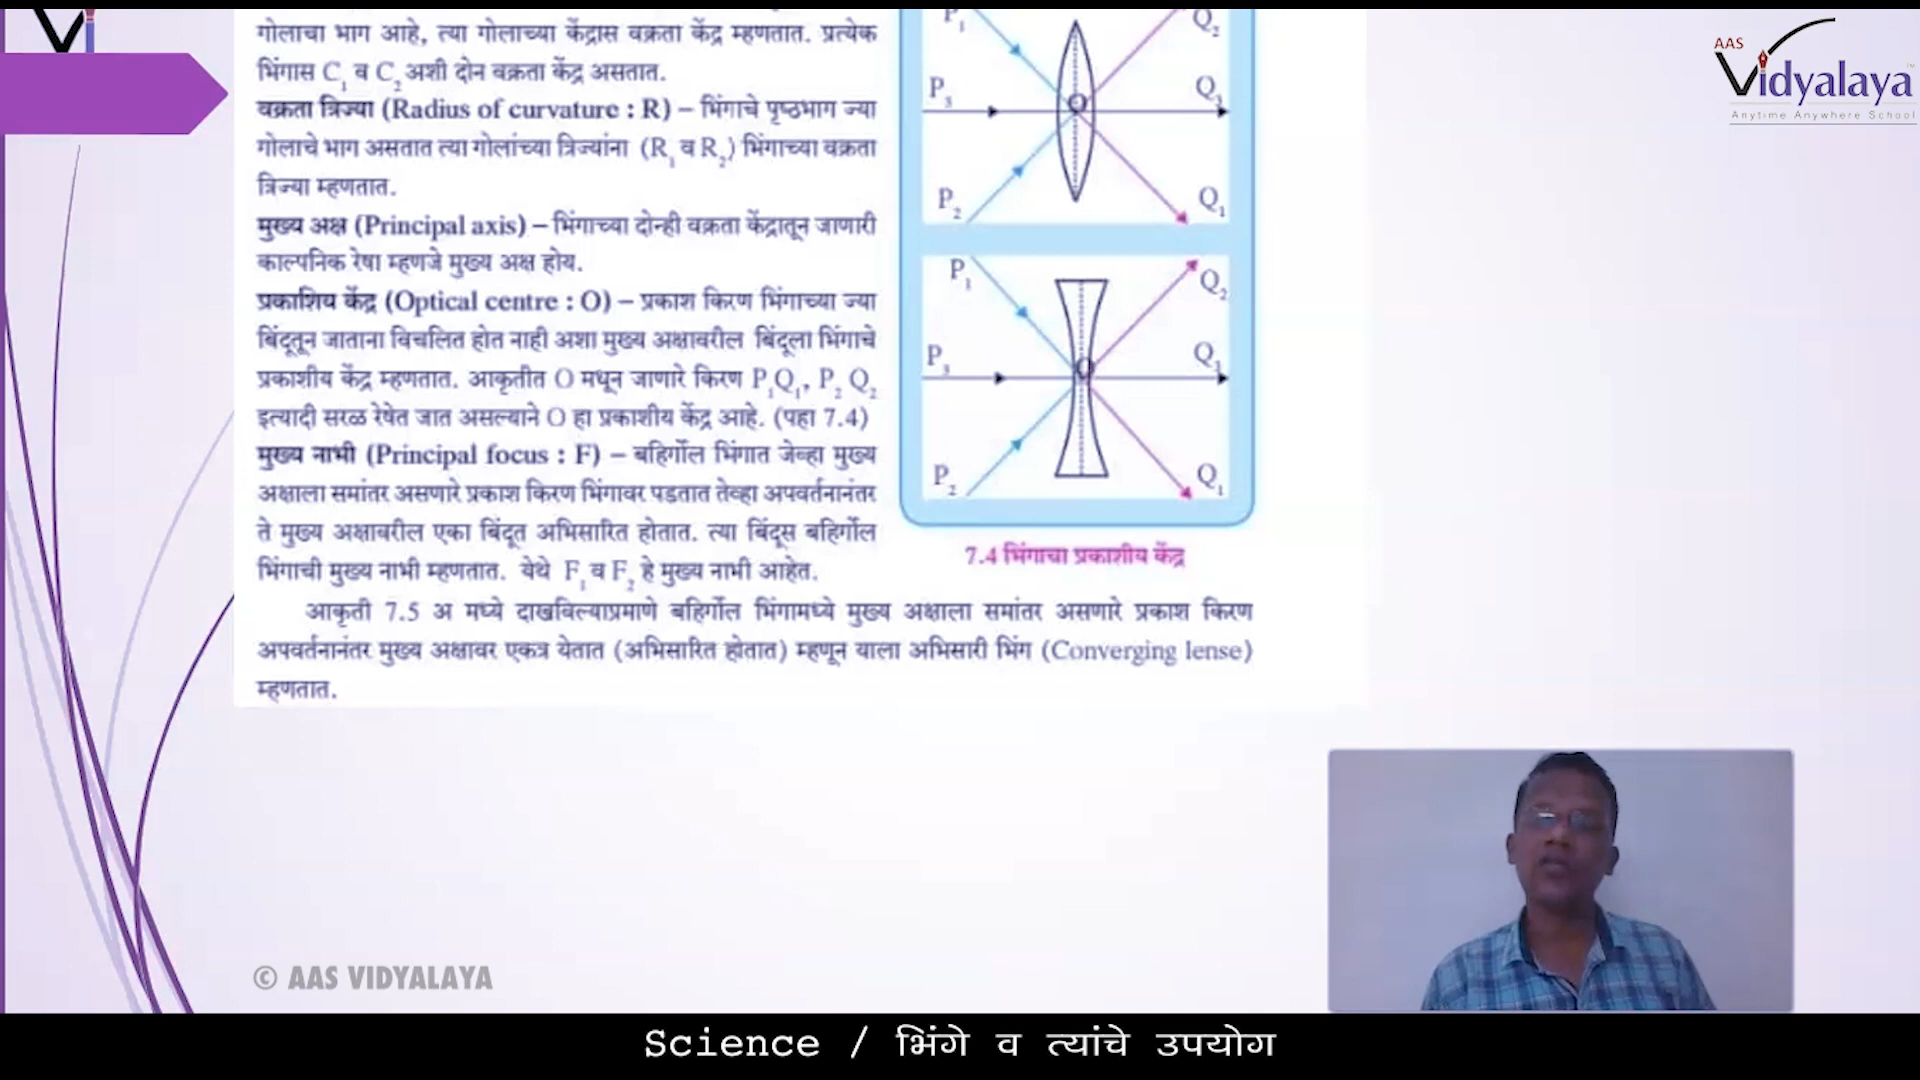 AAS
Vidyalaya
Anytime Anywhere School
गोलाचा भाग आहे, त्या गोलाच्या केंद्रास वक्रता केंद्र म्हणतात. प्रत्येक
भिंगास C₁ व C₂ अशी दोन वक्रता केंद्र असतात.
वक्रता त्रिज्या (Radius of curvature : R) – भिंगाचे पृष्ठभाग ज्या
गोलाचे भाग असतात त्या गोलांच्या त्रिज्यांना (R₁ व R₂) भिंगाच्या वक्रता
त्रिज्या म्हणतात.
मुख्य अक्ष (Principal axis) – भिंगाच्या दोन्ही वक्रता केंद्रातून जाणारी
काल्पनिक रेषा म्हणजे मुख्य अक्ष होय.
प्रकाशिय केंद्र (Optical centre : O) – प्रकाश किरण भिंगाच्या ज्या
बिंदूतून जाताना विचलित होत नाही अशा मुख्य अक्षावरील बिंदूला भिंगाचे
प्रकाशीय केंद्र म्हणतात. आकृतीत O मधून जाणारे किरण P₁Q₁, P₂ Q₂
इत्यादी सरळ रेषेत जात असल्याने O हा प्रकाशीय केंद्र आहे. (पहा 7.4)
मुख्य नाभी (Principal focus : F) – बहिर्गोल भिंगात जेव्हा मुख्य
अक्षाला समांतर असणारे प्रकाश किरण भिंगावर पडतात तेव्हा अपवर्तनानंतर
ते मुख्य अक्षावरील एका बिंदूत अभिसारित होतात. त्या बिंदूस बहिर्गोल
भिंगाची मुख्य नाभी म्हणतात. येथे F₁ व F₂ हे मुख्य नाभी आहेत.
आकृती 7.5 अ मध्ये दाखविल्याप्रमाणे बहिर्गोल भिंगामध्ये मुख्य अक्षाला समांतर असणारे प्रकाश किरण
अपवर्तनानंतर मुख्य अक्षावर एकत्र येतात (अभिसारित होतात) म्हणून याला अभिसारी भिंग (Converging lense)
म्हणतात.
P₁ Q₂
P₃ O Q₃
P₂ Q₁
P₁ Q₂
P₃ O Q₃
P₂ Q₁
7.4 भिंगाचा प्रकाशीय केंद्र
© AAS VIDYALAYA
Science / भिंगे व त्यांचे उपयोग